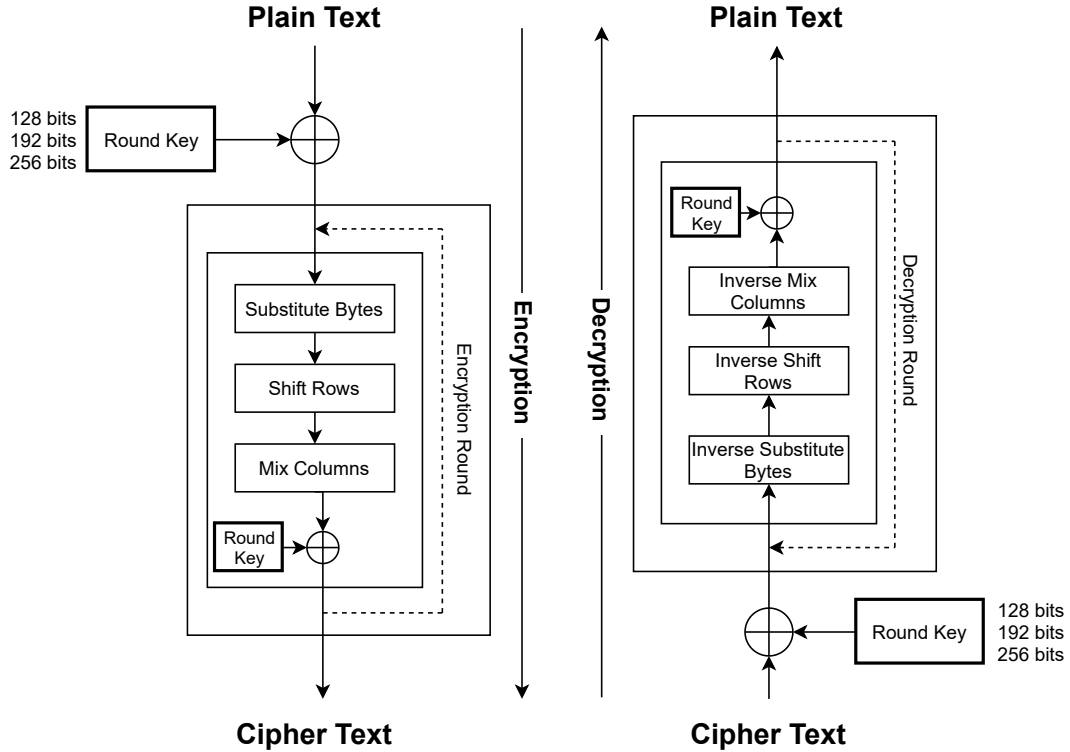 Plain Text
128 bits
192 bits
256 bits
Round Key
Substitute Bytes
Shift Rows
Mix Columns
Round
Key
Encryption Round
Cipher Text
Encryption
Decryption
Plain Text
Round
Key
Inverse Mix
Columns
Inverse Shift
Rows
Inverse Substitute
Bytes
Decryption Round
Round Key
128 bits
192 bits
256 bits
Cipher Text